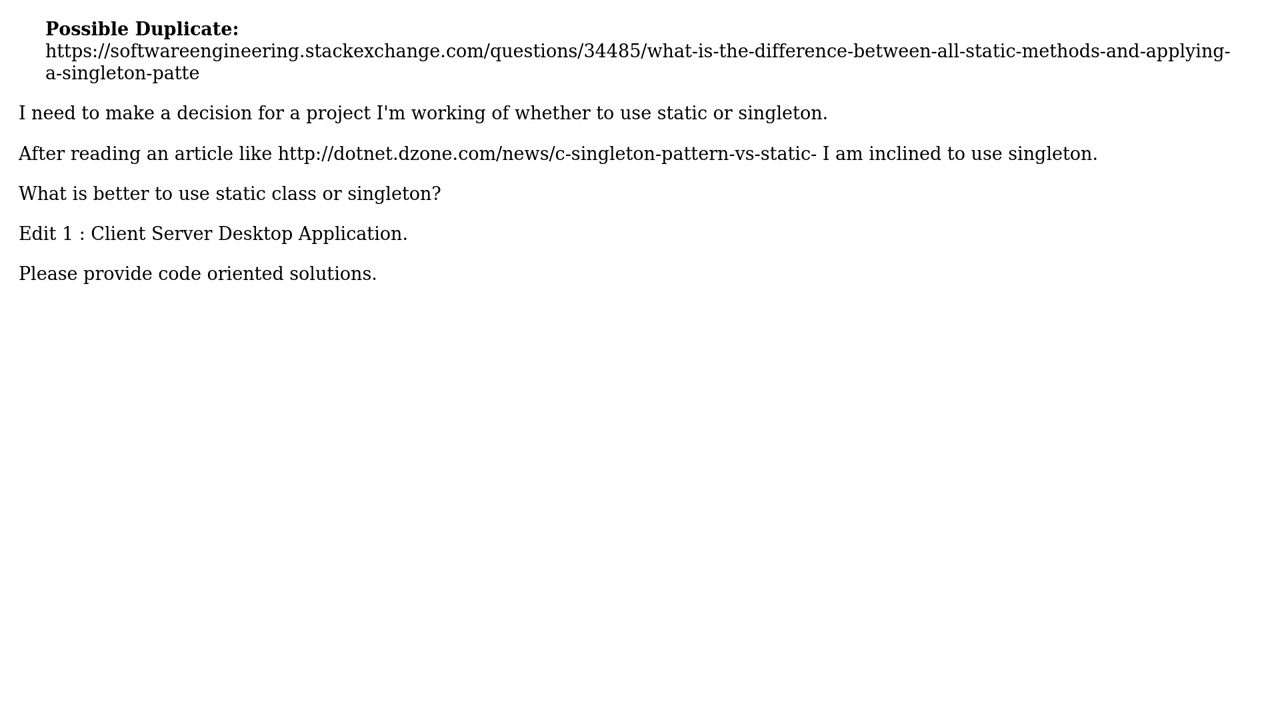 Possible Duplicate:
https://softwareengineering.stackexchange.com/questions/34485/what-is-the-difference-between-all-static-methods-and-applying-
a-singleton-patte
I need to make a decision for a project I'm working of whether to use static or singleton.
After reading an article like http://dotnet.dzone.com/news/c-singleton-pattern-vs-static- I am inclined to use singleton.
What is better to use static class or singleton?
Edit 1 : Client Server Desktop Application.
Please provide code oriented solutions.